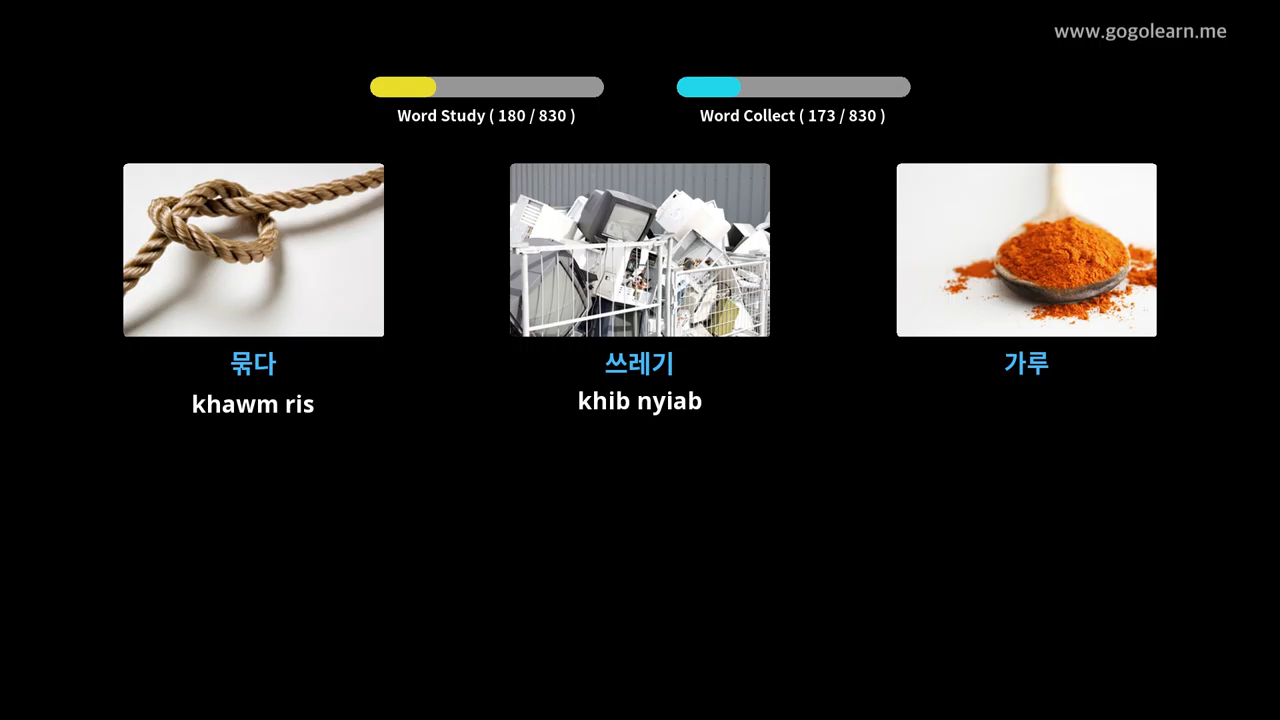 www.gogolearn.me
Word Study ( 180 / 830 )
Word Collect ( 173 / 830 )
묶다
쓰레기
가루
khawm ris
khib nyiab